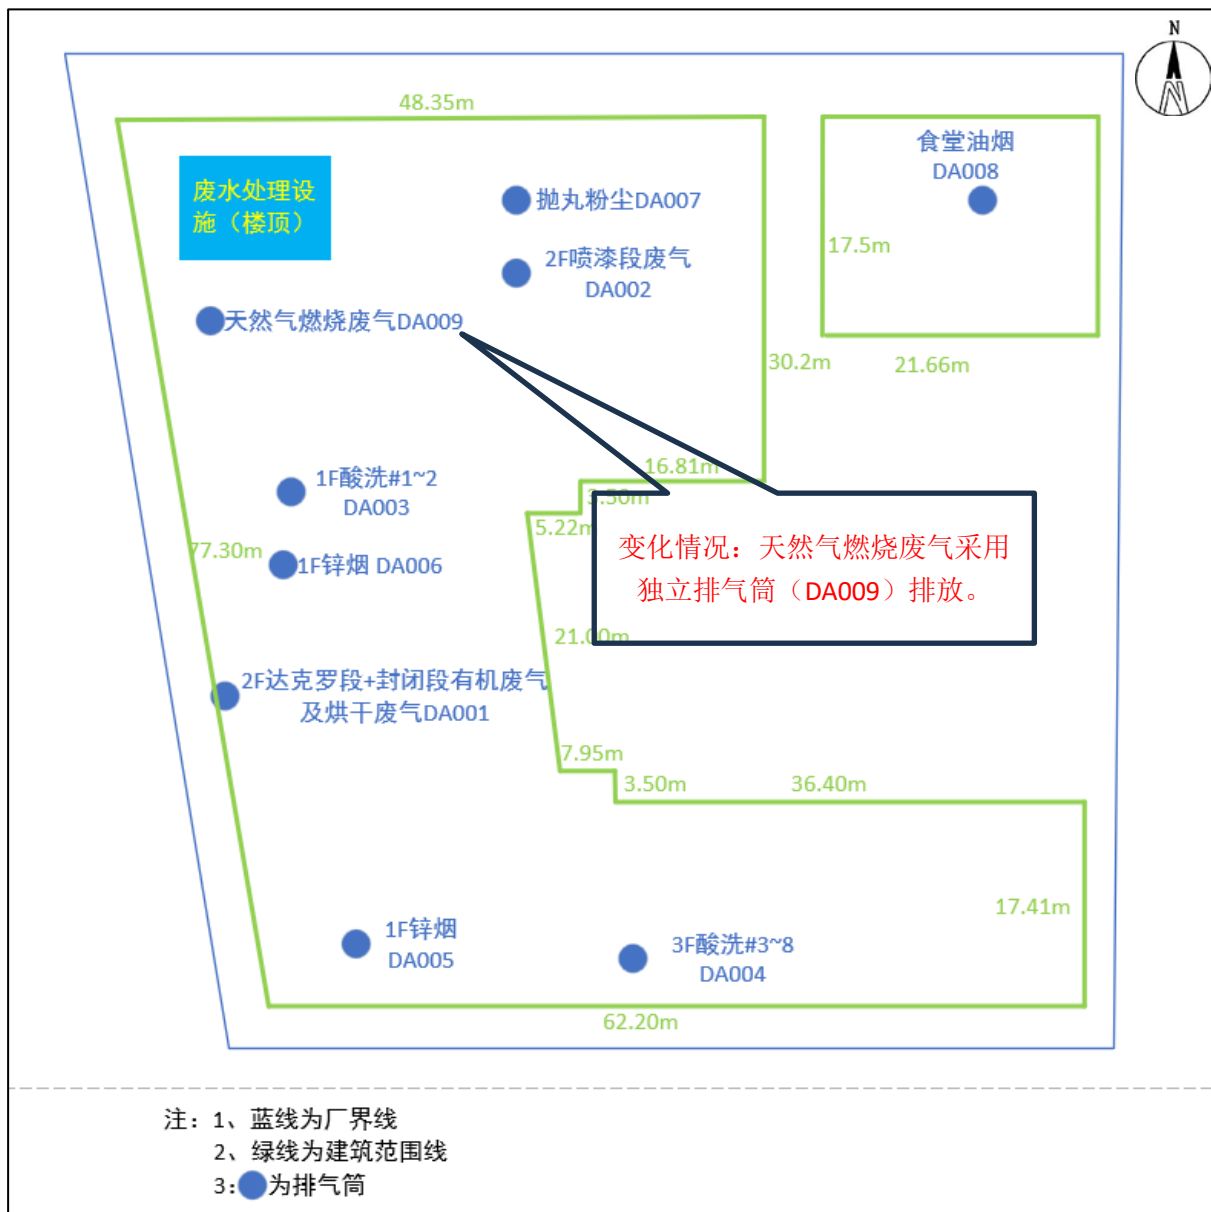 N
48.35m
食堂油烟
DA008
废水处理设
施（楼顶）
抛丸粉尘DA007
2F喷漆段废气
DA002
17.5m
天然气燃烧废气DA009
30.2m
21.66m
16.81m
1F酸洗#1~2
DA003
3.50m
5.22m
77.30m
1F锌烟 DA006
变化情况：天然气燃烧废气采用
独立排气筒（DA009）排放。
21.00m
2F达克罗段+封闭段有机废气
及烘干废气DA001
7.95m
3.50m
36.40m
17.41m
1F锌烟
DA005
3F酸洗#3~8
DA004
62.20m
注：1、蓝线为厂界线
2、绿线为建筑范围线
3:为排气筒